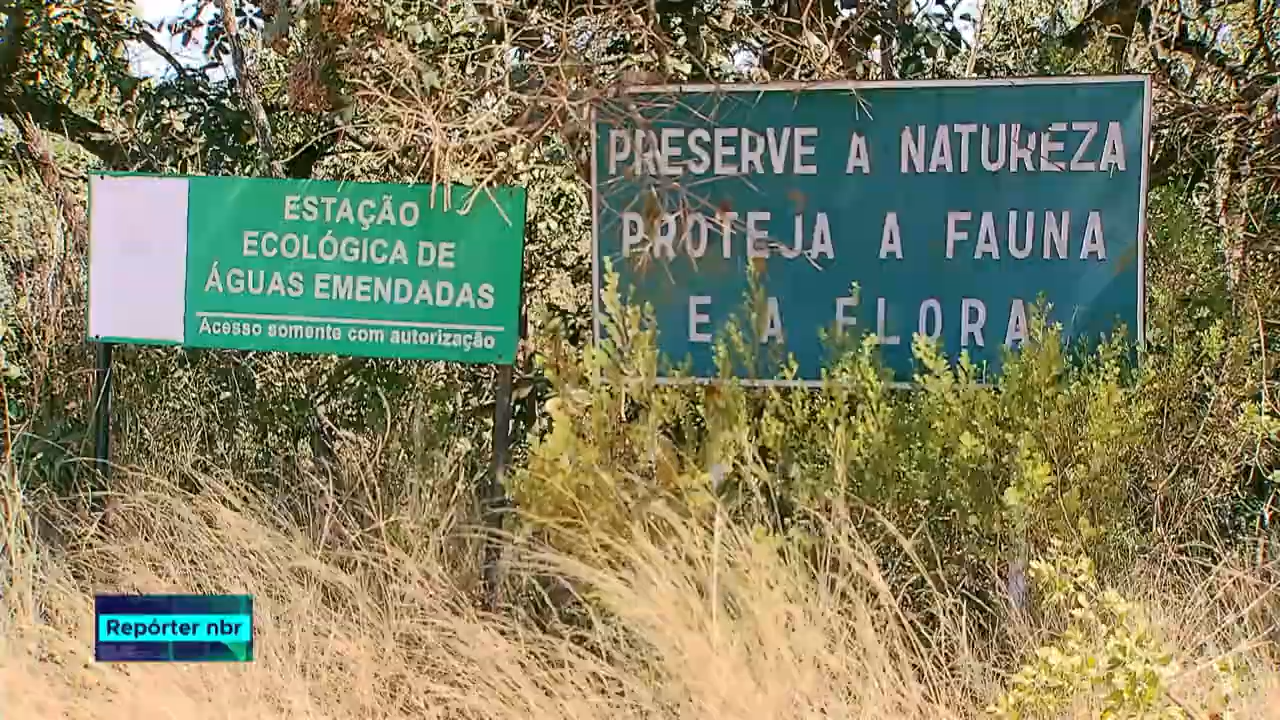 ESTAÇÃO
ECOLÓGICA DE
ÁGUAS EMENDADAS
Acesso somente com autorização
PRESERVE A NATUREZA
PROTEJA A FAUNA
E A FLORA
Repórter nbr